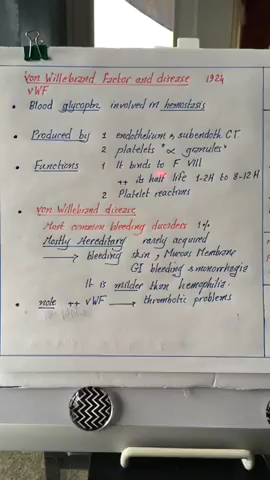 von Willebrand Factor and disease 1924
vWF
• Blood glycoptn involved in hemostasis
• Produced by 1 endothelium, subendoth CT
2 platelets "α granules"
• Functions 1 It binds to F VIII
++ its half life 1-2H to 8-12H
2 Platelet reactions
• von Willebrand disease
Most common bleeding disorders 1%
Mostly Hereditary rarely acquired
→ bleeding skin, Mucous Membrane
GI bleeding & menorrhagia
It is milder than hemophilia.
• note ++ vWF → thrombotic problems